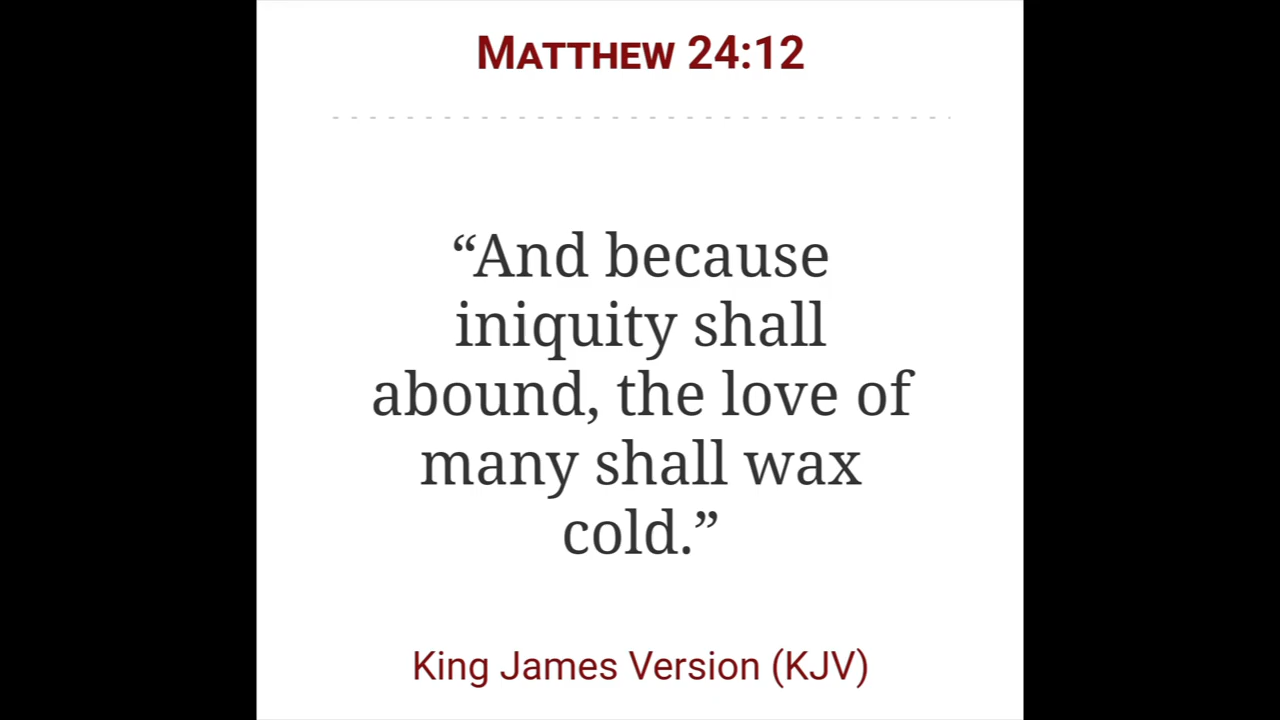 Matthew 24:12
“And because
iniquity shall
abound, the love of
many shall wax
cold.”
King James Version (KJV)